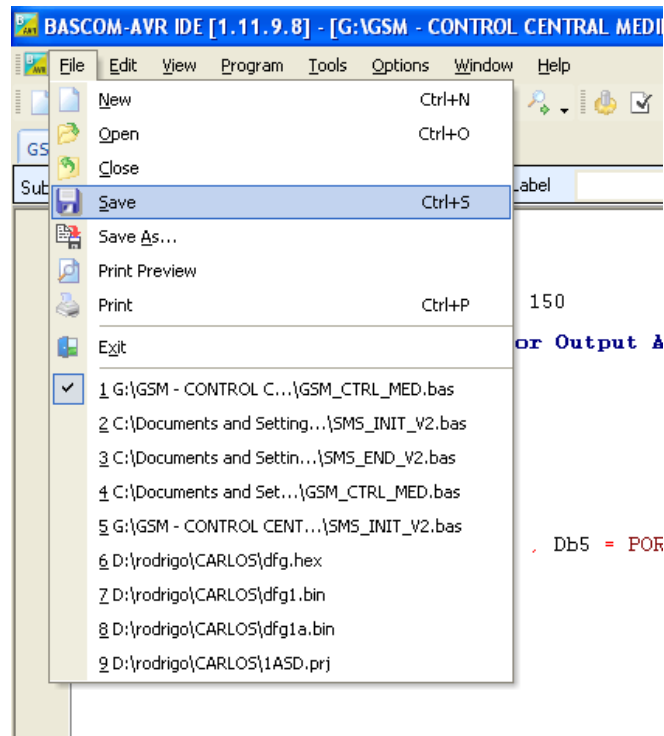 BASCOM-AVR IDE [1.11.9.8] - [G:\GSM - CONTROL CENTRAL MEDI
File Edit View Program Tools Options Window Help
New Ctrl+N
Open Ctrl+O
GS
Close
Sub
Label
Save Ctrl+S
Save As...
Print Preview
Print Ctrl+P
150
Exit
or Output A
1 G:\GSM - CONTROL C...\GSM_CTRL_MED.bas
2 C:\Documents and Setting...\SMS_INIT_V2.bas
3 C:\Documents and Settin...\SMS_END_V2.bas
4 C:\Documents and Set...\GSM_CTRL_MED.bas
5 G:\GSM - CONTROL CENT...\SMS_INIT_V2.bas
, Db5 = POR
6 D:\rodrigo\CARLOS\dfg.hex
7 D:\rodrigo\CARLOS\dfg1.bin
8 D:\rodrigo\CARLOS\dfg1a.bin
9 D:\rodrigo\CARLOS\1ASD.prj